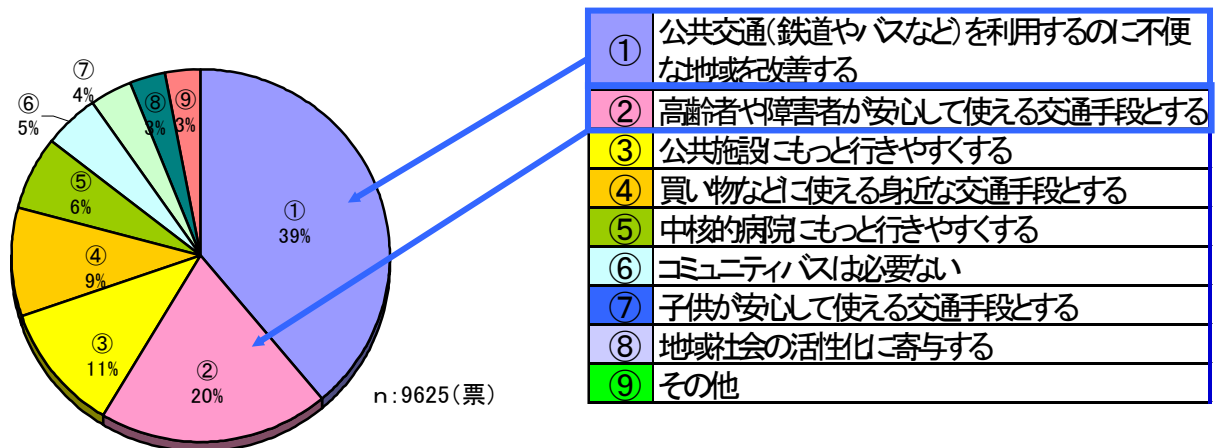 ⑦
4%
⑧
3%
⑨
3%
⑥
5%
⑤
6%
④
9%
③
11%
②
20%
①
39%
n:9625(票)
① 公共交通(鉄道やバスなど)を利用するのに不便
な地域を改善する
② 高齢者や障害者が安心して使える交通手段とする
③ 公共施設にもっと行きやすくする
④ 買い物などに使える身近な交通手段とする
⑤ 中核的病院にもっと行きやすくする
⑥ コミュニティバスは必要ない
⑦ 子供が安心して使える交通手段とする
⑧ 地域社会の活性化に寄与する
⑨ その他